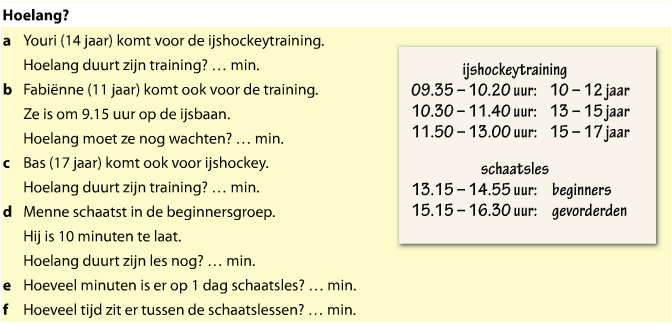 Hoelang?
a Youri (14 jaar) komt voor de ijshockeytraining.
Hoelang duurt zijn training? … min.
b Fabiënne (11 jaar) komt ook voor de training.
Ze is om 9.15 uur op de ijsbaan.
Hoelang moet ze nog wachten? … min.
c Bas (17 jaar) komt ook voor ijshockey.
Hoelang duurt zijn training? … min.
d Menne schaatst in de beginnersgroep.
Hij is 10 minuten te laat.
Hoelang duurt zijn les nog? … min.
e Hoeveel minuten is er op 1 dag schaatsles? … min.
f Hoeveel tijd zit er tussen de schaatslessen? … min.
ijshockeytraining
09.35 – 10.20 uur: 10 – 12 jaar
10.30 – 11.40 uur: 13 – 15 jaar
11.50 – 13.00 uur: 15 – 17 jaar
schaatsles
13.15 – 14.55 uur: beginners
15.15 – 16.30 uur: gevorderden